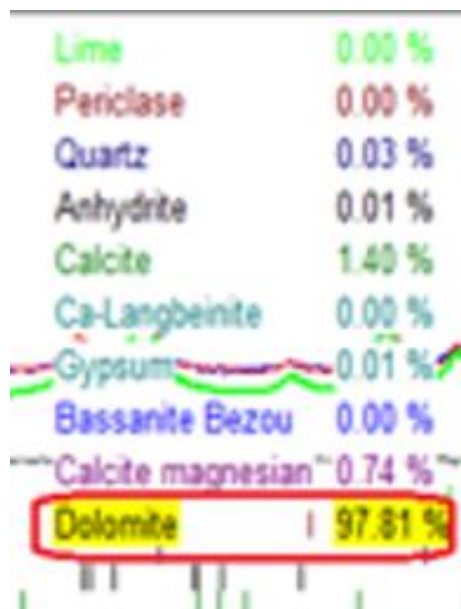 Lime 0.00 %
Periclase 0.00 %
Quartz 0.03 %
Anhydrite 0.01 %
Calcite 1.40 %
Ca-Langbeinite 0.00 %
Gypsum 0.01 %
Bassanite Bezou 0.00 %
Calcite magnesian 0.74 %
Dolomite 97.81 %